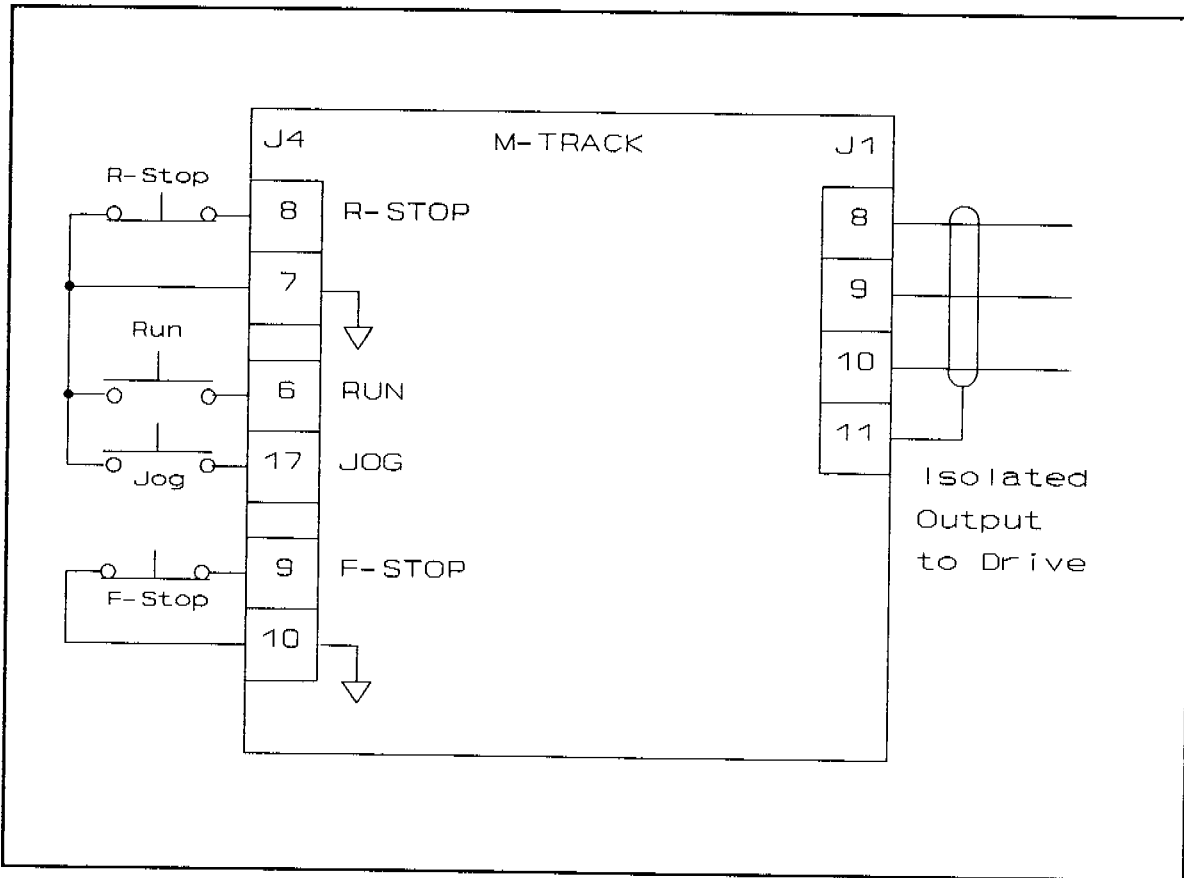 J4
M-TRACK
J1
R-Stop
8
R-STOP
7
Run
6
RUN
17
JOG
Jog
9
F-STOP
F-Stop
10
8
9
10
11
Isolated
Output
to Drive